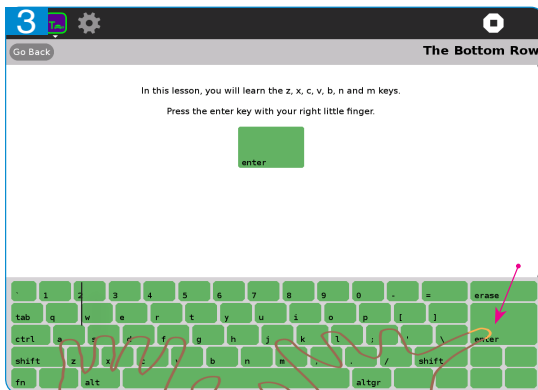 3
Go Back
The Bottom Row
In this lesson, you will learn the z, x, c, v, b, n and m keys.
Press the enter key with your right little finger.
enter
` 1 2 3 4 5 6 7 8 9 0 - = erase
tab q w e r t y u i o p [ ]
ctrl a s d f g h j k l ; ' \ enter
shift z x c v b n m , . / shift
fn alt altgr